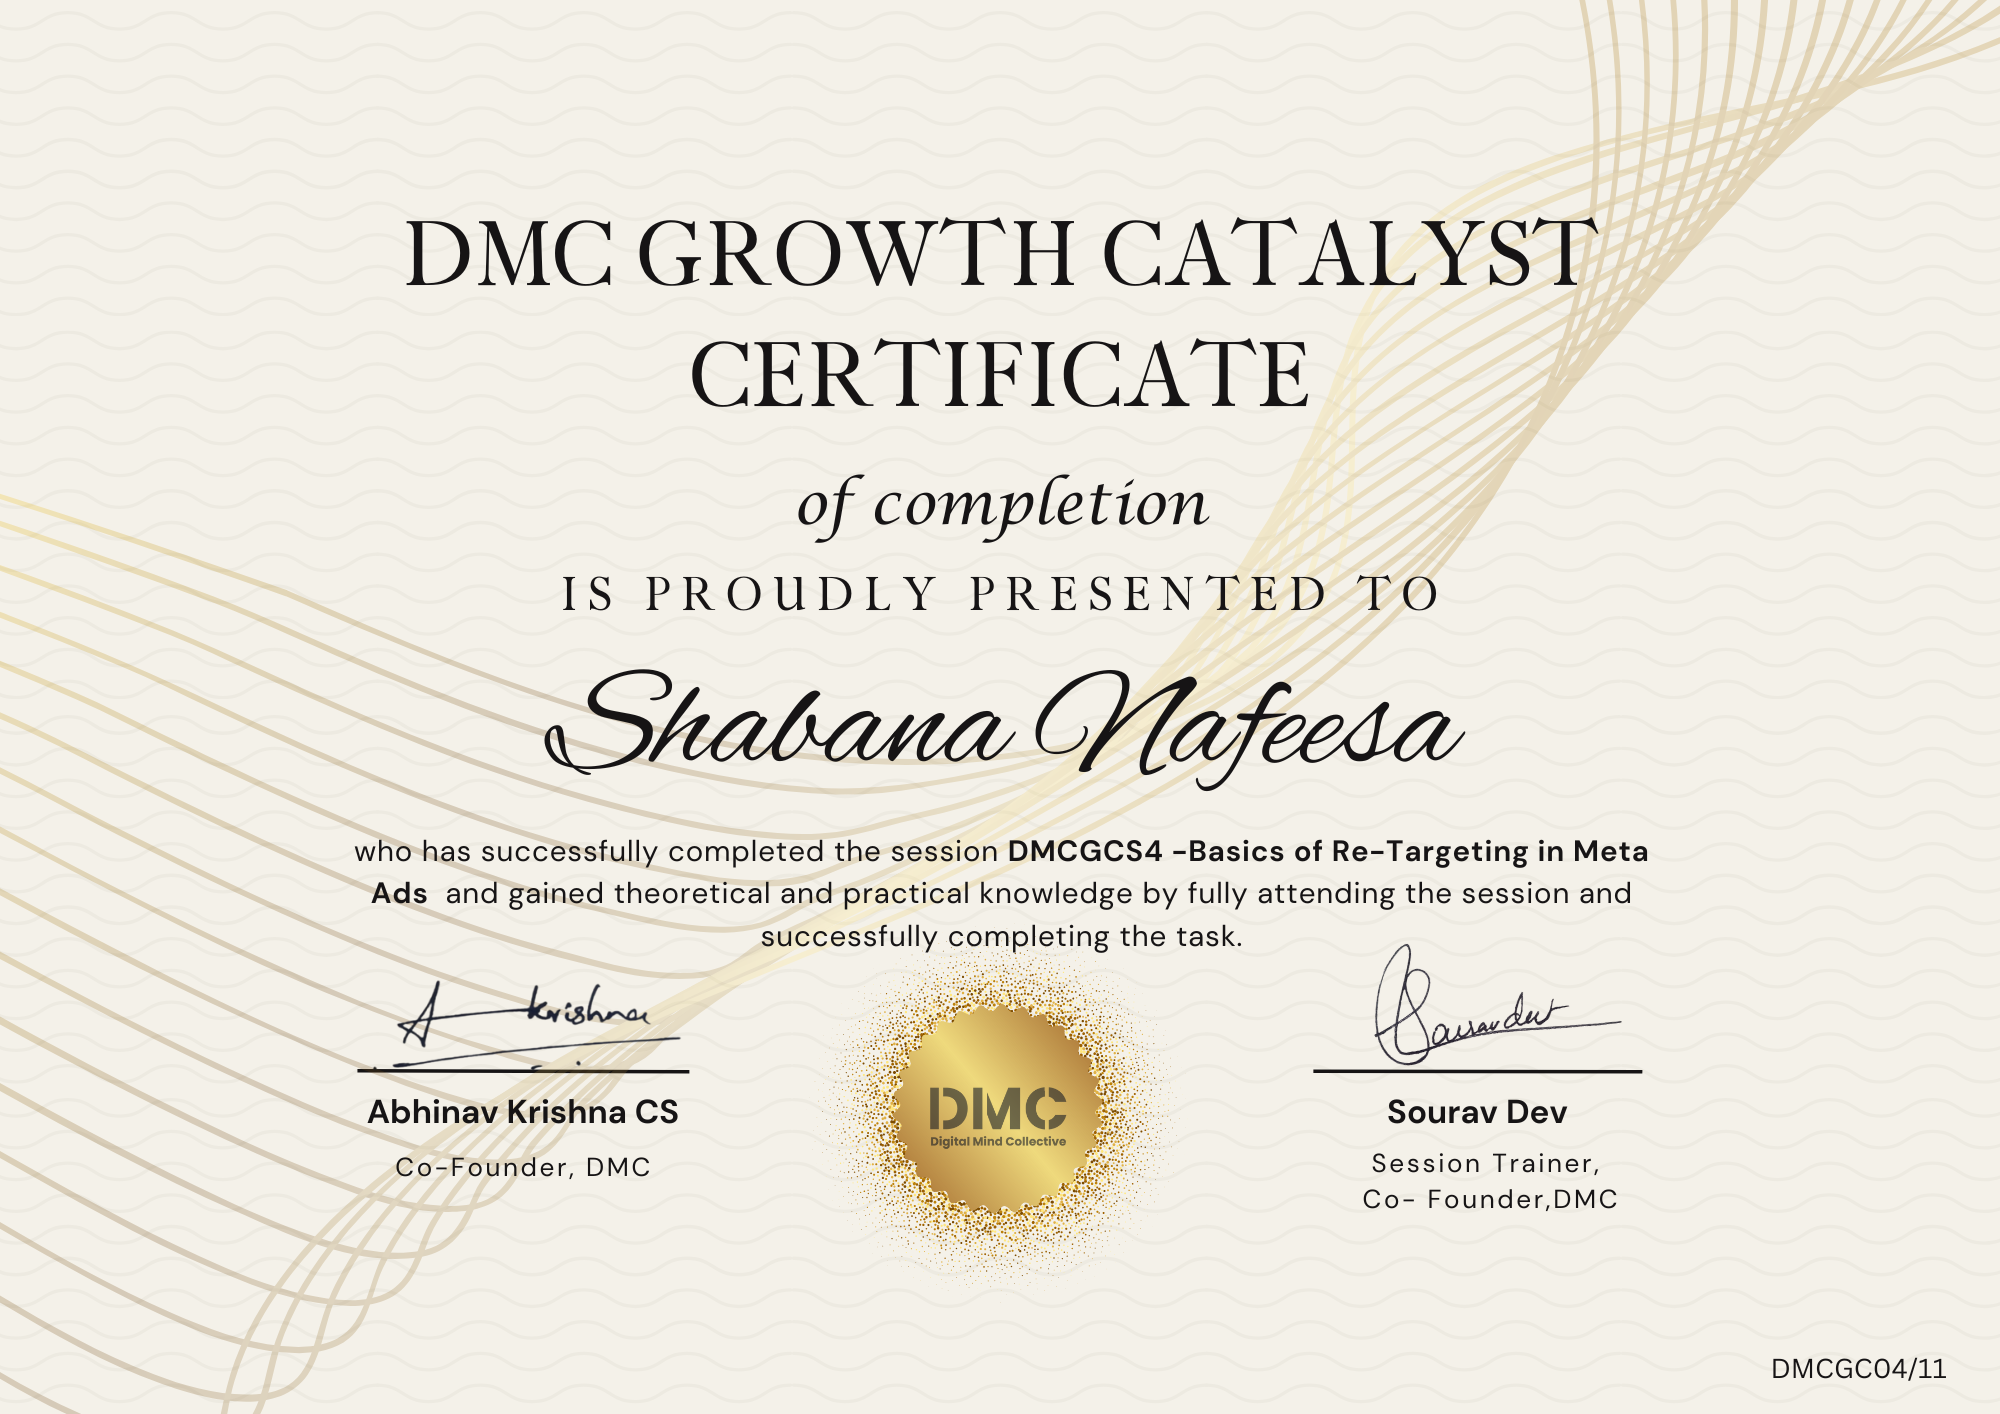 DMC GROWTH CATALYST
CERTIFICATE
of completion
IS PROUDLY PRESENTED TO
Shabana Nafeesa
who has successfully completed the session DMCGCS4 -Basics of Re-Targeting in Meta
Ads and gained theoretical and practical knowledge by fully attending the session and
successfully completing the task.
A krishna
Souravdev
DMC
Digital Mind Collective
Abhinav Krishna CS
Co-Founder, DMC
Sourav Dev
Session Trainer,
Co- Founder,DMC
DMCGC04/11